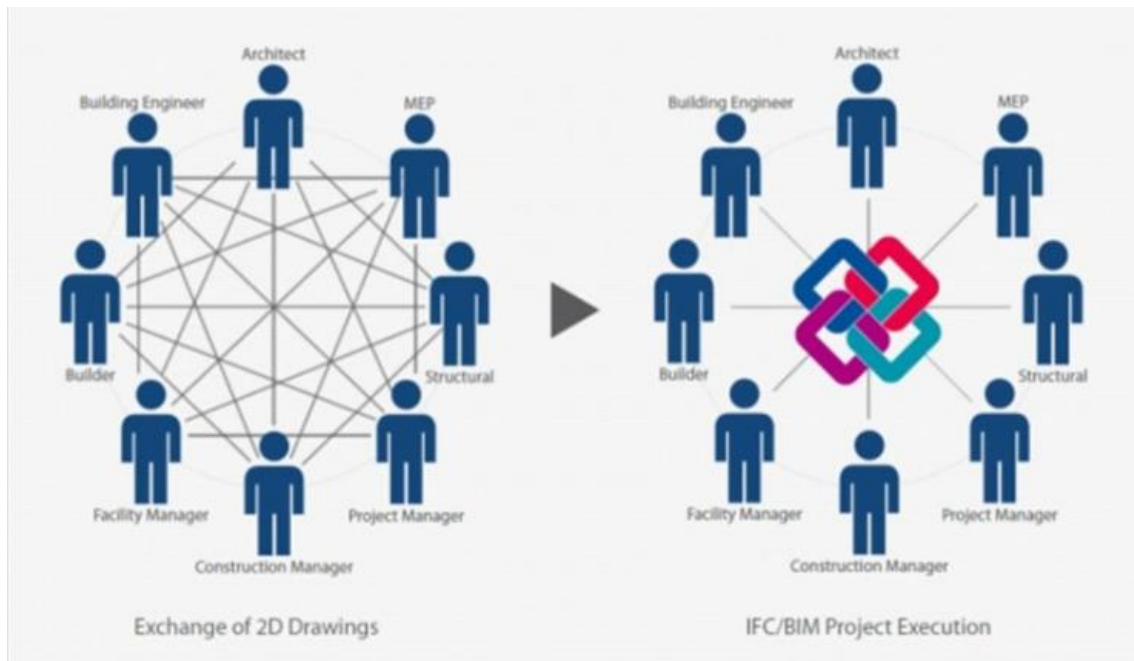 Architect
Building Engineer
MEP
Builder
Structural
Facility Manager
Project Manager
Construction Manager
Exchange of 2D Drawings
Architect
Building Engineer
MEP
Builder
Structural
Facility Manager
Project Manager
Construction Manager
IFC/BIM Project Execution